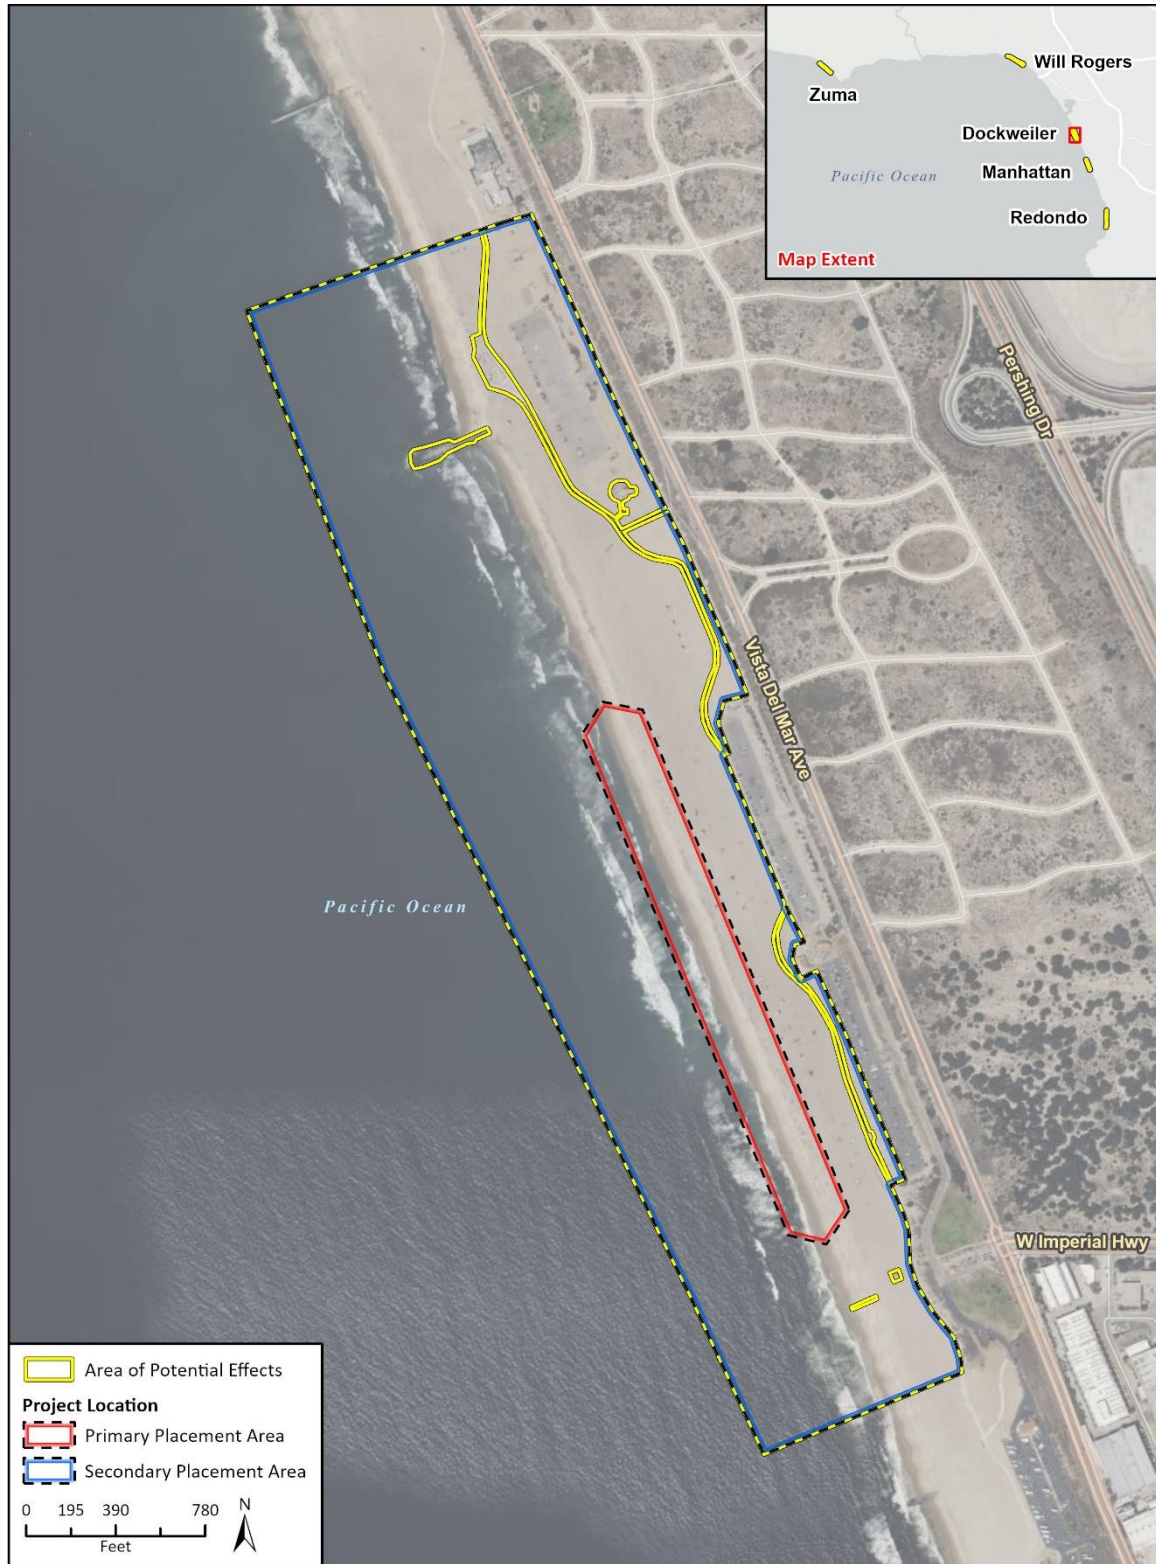 Will Rogers
Zuma
Dockweiler
Manhattan
Pacific Ocean
Redondo
Map Extent
Pershing Dr
Vista Del Mar Ave
Pacific Ocean
W Imperial Hwy
Area of Potential Effects
Project Location
Primary Placement Area
Secondary Placement Area
0 195 390 780
Feet
N